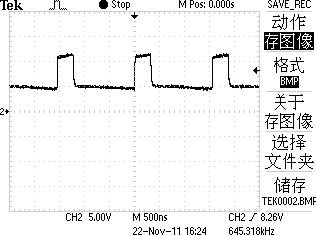 Tek
Stop
M Pos: 0.000s
SAVE_REC
动作
存图像
格式
BMP
关于
存图像
选择
文件夹
储存
TEK0002.BMP
2
CH2 5.00V
M 500ns
CH2 / 8.26V
22-Nov-11 16:24
645.318kHz